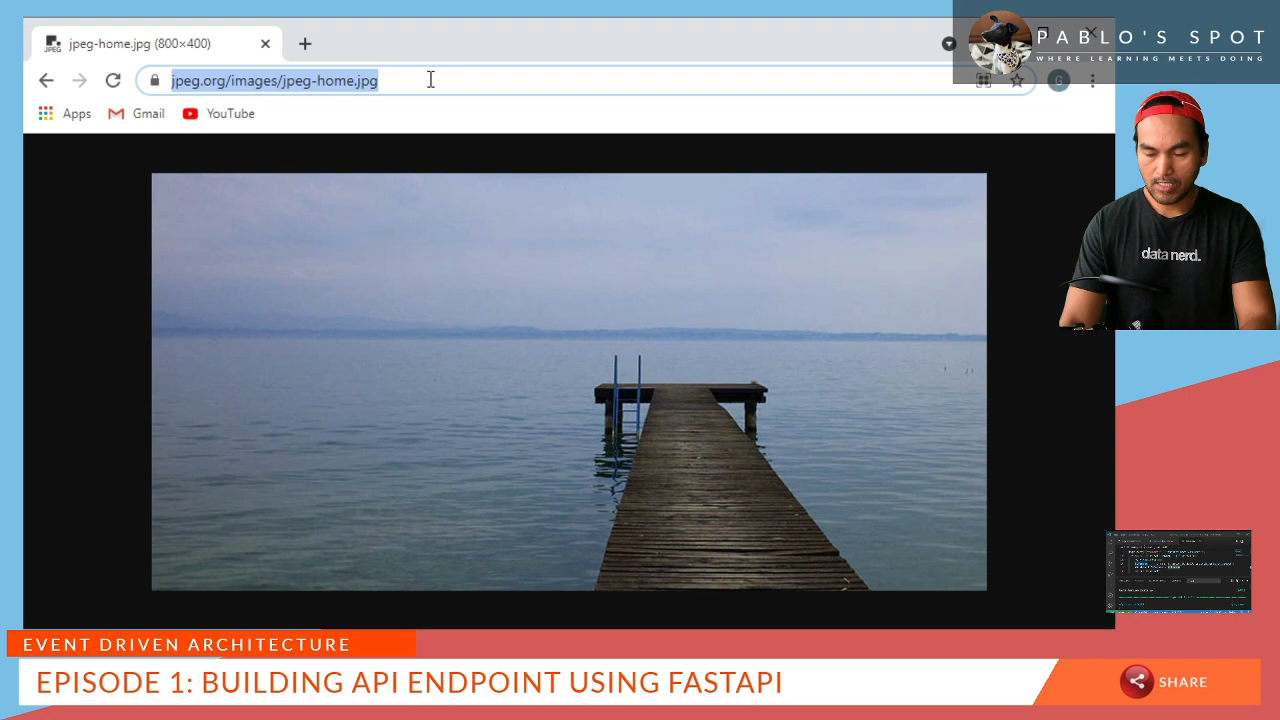 jpeg-home.jpg (800×400)
PABLO'S SPOT
WHERE LEARNING MEETS DOING
jpeg.org/images/jpeg-home.jpg
G
Apps
Gmail
YouTube
data nerd.
EVENT DRIVEN ARCHITECTURE
EPISODE 1: BUILDING API ENDPOINT USING FASTAPI
SHARE